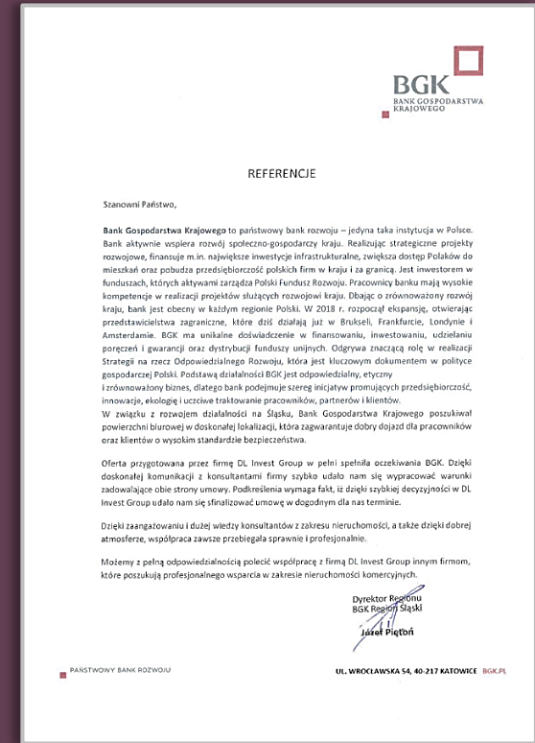 BGK
BANK GOSPODARSTWA
KRAJOWEGO
REFERENCJE
Szanowni Państwo,
Bank Gospodarstwa Krajowego to państwowy bank rozwoju – jedyna taka instytucja w Polsce.
Bank aktywnie wspiera rozwój społeczno-gospodarczy kraju. Realizując strategiczne projekty
rozwojowe, finansuje m.in. największe inwestycje infrastrukturalne, zwiększa dostęp Polaków do
mieszkań oraz pobudza przedsiębiorczość polskich firm w kraju i za granicą. Jest inwestorem w
funduszach, których aktywami zarządza Polski Fundusz Rozwoju. Pracownicy banku mają wysokie
kompetencje w realizacji projektów służących rozwojowi kraju. Dbając o zrównoważony rozwój
kraju, bank jest obecny w każdym regionie Polski. W 2018 r. rozpoczął ekspansję, otwierając
przedstawicielstwa zagraniczne, które dziś działają już w Brukseli, Frankfurcie, Londynie i
Amsterdamie. BGK ma unikalne doświadczenie w finansowaniu, inwestowaniu, udzielaniu
poręczeń i gwarancji oraz dystrybucji funduszy unijnych. Odgrywa znaczącą rolę w realizacji
Strategii na rzecz Odpowiedzialnego Rozwoju, która jest kluczowym dokumentem w polityce
gospodarczej Polski. Podstawą działalności BGK jest odpowiedzialny, etyczny
i zrównoważony biznes, dlatego bank podejmuje szereg inicjatyw promujących przedsiębiorczość,
innowacje, ekologię i uczciwe traktowanie pracowników, partnerów i klientów.
W związku z rozwojem działalności na Śląsku, Bank Gospodarstwa Krajowego poszukiwał
powierzchni biurowej w doskonałej lokalizacji, która zagwarantuje dobry dojazd dla pracowników
oraz klientów o wysokim standardzie bezpieczeństwa.
Oferta przygotowana przez firmę DL Invest Group w pełni spełniła oczekiwania BGK. Dzięki
doskonałej komunikacji z konsultantami firmy szybko udało nam się wypracować warunki
zadowalające obie strony umowy. Podkreślenia wymaga fakt, iż dzięki szybkiej decyzyjności w DL
Invest Group udało nam się sfinalizować umowę w dogodnym dla nas terminie.
Dzięki zaangażowaniu i dużej wiedzy konsultantów z zakresu nieruchomości, a także dzięki dobrej
atmosferze, współpraca zawsze przebiegała sprawnie i profesjonalnie.
Możemy z pełną odpowiedzialnością polecić współpracę z firmą DL Invest Group innym firmom,
które poszukują profesjonalnego wsparcia w zakresie nieruchomości komercyjnych.
Dyrektor Regionu
BGK Region Śląski
Józef Piętoń
PAŃSTWOWY BANK ROZWOJU
UL. WROCŁAWSKA 54, 40-217 KATOWICE BGK.PL